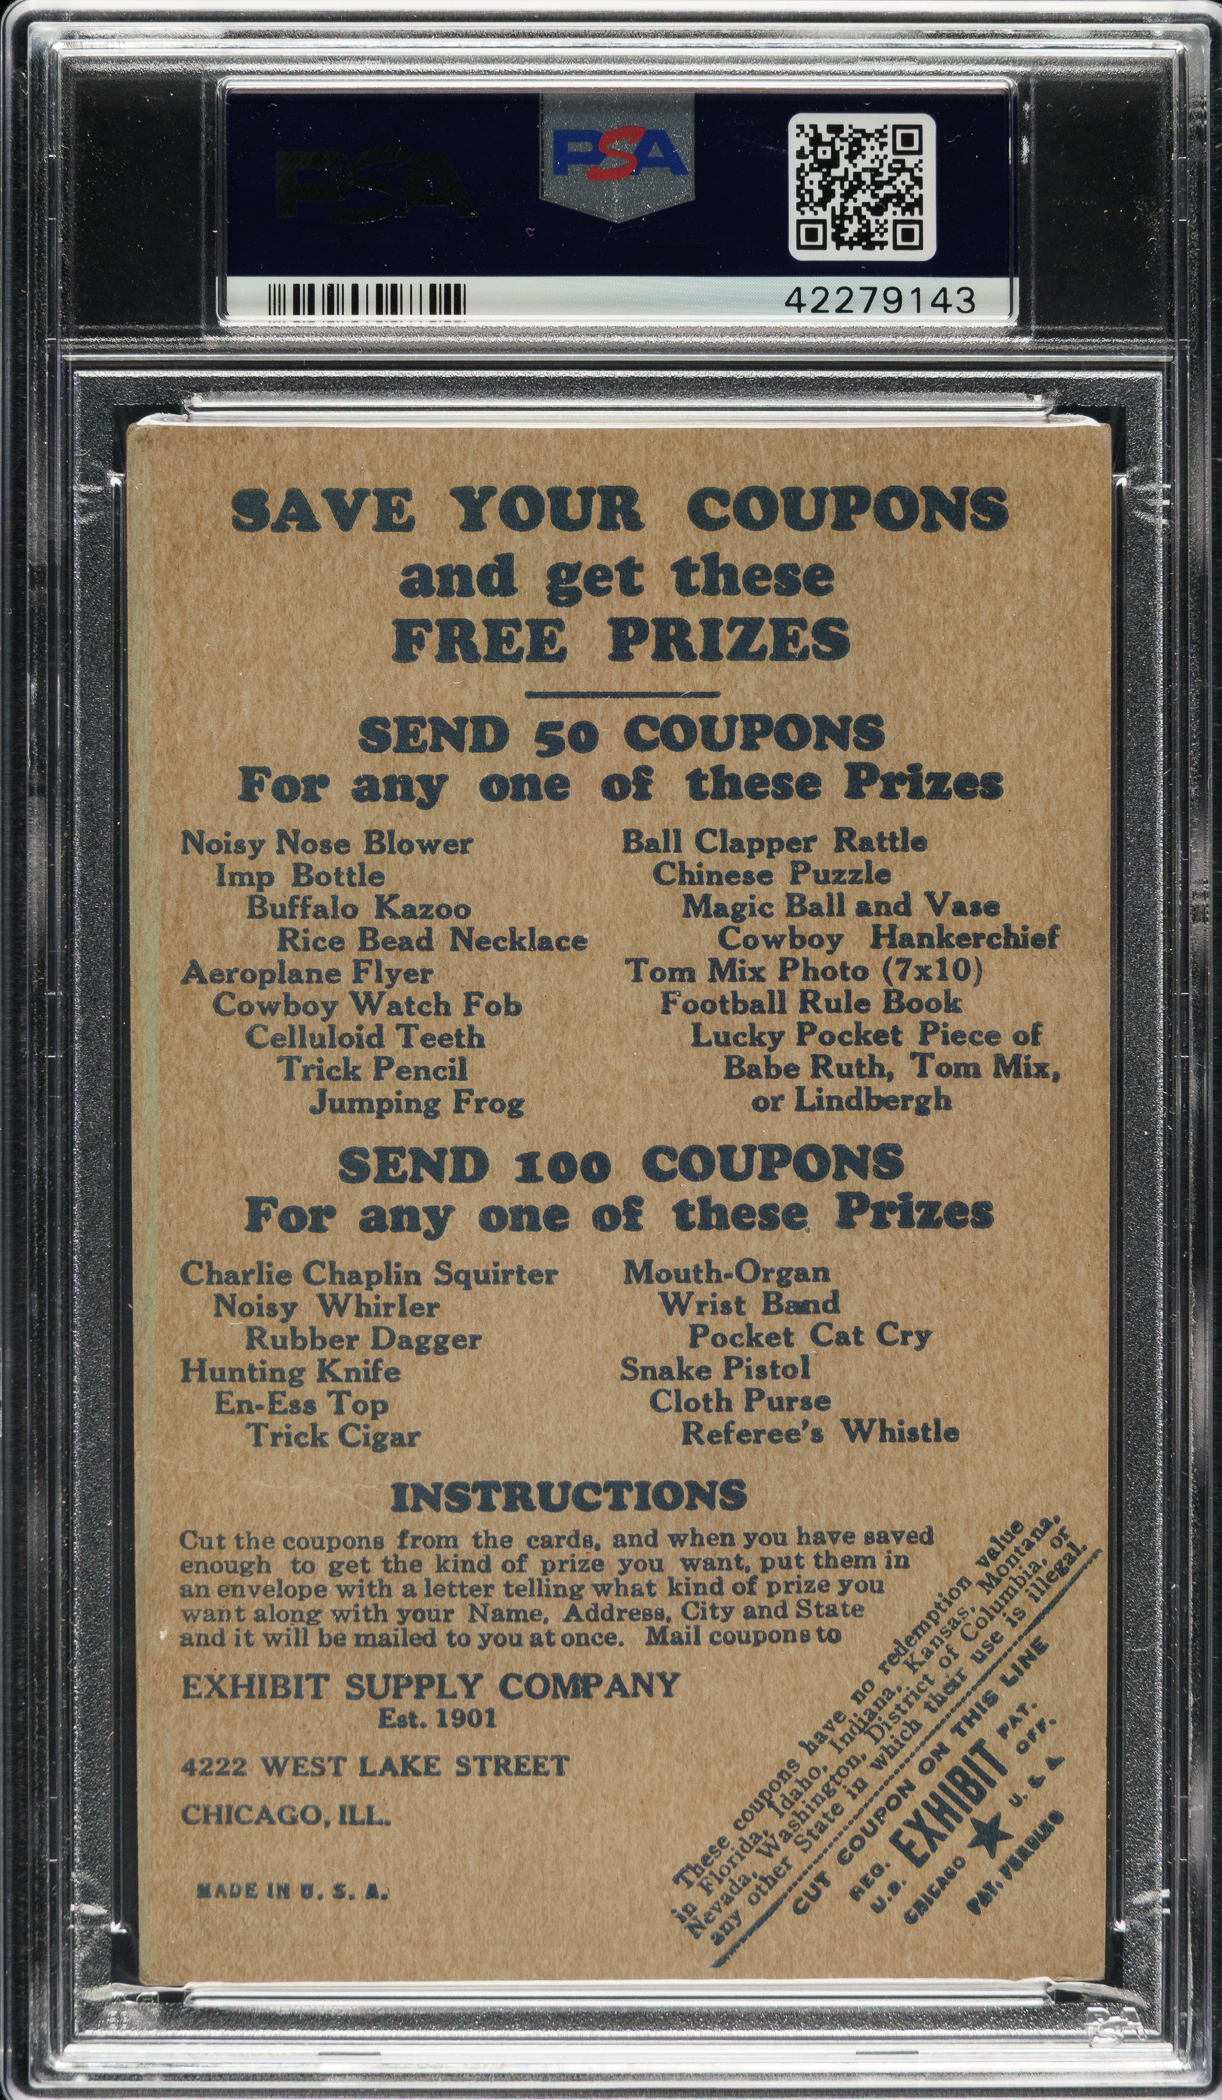 PSA
PSA
42279143
SAVE YOUR COUPONS
and get these
FREE PRIZES
SEND 50 COUPONS
For any one of these Prizes
Noisy Nose Blower
Imp Bottle
Buffalo Kazoo
Rice Bead Necklace
Aeroplane Flyer
Cowboy Watch Fob
Celluloid Teeth
Trick Pencil
Jumping Frog
Ball Clapper Rattle
Chinese Puzzle
Magic Ball and Vase
Cowboy Hankerchief
Tom Mix Photo (7x10)
Football Rule Book
Lucky Pocket Piece of
Babe Ruth, Tom Mix,
or Lindbergh
SEND 100 COUPONS
For any one of these Prizes
Charlie Chaplin Squirter
Noisy Whirler
Rubber Dagger
Hunting Knife
En-Ess Top
Trick Cigar
Mouth-Organ
Wrist Band
Pocket Cat Cry
Snake Pistol
Cloth Purse
Referee's Whistle
INSTRUCTIONS
Cut the coupons from the cards, and when you have saved
enough to get the kind of prize you want, put them in
an envelope with a letter telling what kind of prize you
want along with your Name, Address, City and State
and it will be mailed to you at once. Mail coupons to
EXHIBIT SUPPLY COMPANY
Est. 1901
4222 WEST LAKE STREET
CHICAGO, ILL.
MADE IN U. S. A.
These coupons have no redemption value
in Florida, Idaho, Indiana, Kansas, Montana,
Nevada, Washington, District of Columbia, or
any other State in which their use is illegal.
CUT COUPON ON THIS LINE
REG. EXHIBIT PAT.
U.S. OFF.
CHICAGO U. S. A.
PAT. PENDING
PSA